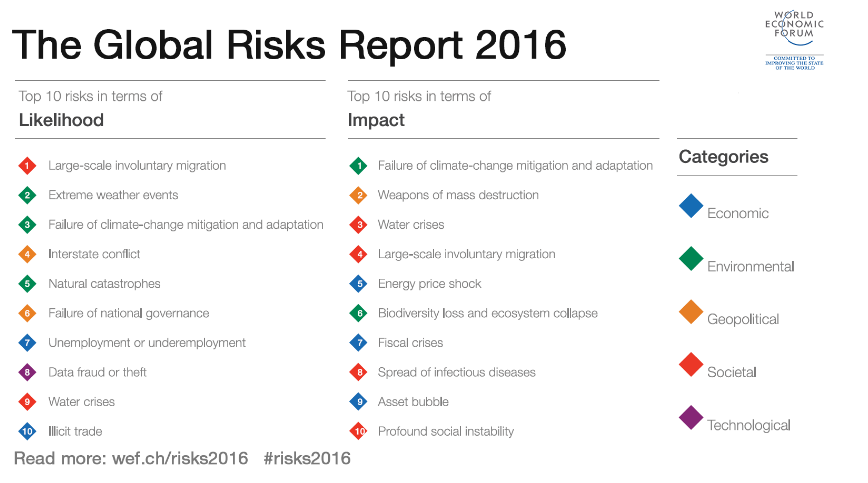 The Global Risks Report 2016
WORLD
ECONOMIC
FORUM
COMMITTED TO
IMPROVING THE STATE
OF THE WORLD
Top 10 risks in terms of
Likelihood
1 Large-scale involuntary migration
2 Extreme weather events
3 Failure of climate-change mitigation and adaptation
4 Interstate conflict
5 Natural catastrophes
6 Failure of national governance
7 Unemployment or underemployment
8 Data fraud or theft
9 Water crises
10 Illicit trade
Top 10 risks in terms of
Impact
1 Failure of climate-change mitigation and adaptation
2 Weapons of mass destruction
3 Water crises
4 Large-scale involuntary migration
5 Energy price shock
6 Biodiversity loss and ecosystem collapse
7 Fiscal crises
8 Spread of infectious diseases
9 Asset bubble
10 Profound social instability
Categories
Economic
Environmental
Geopolitical
Societal
Technological
Read more: wef.ch/risks2016 #risks2016